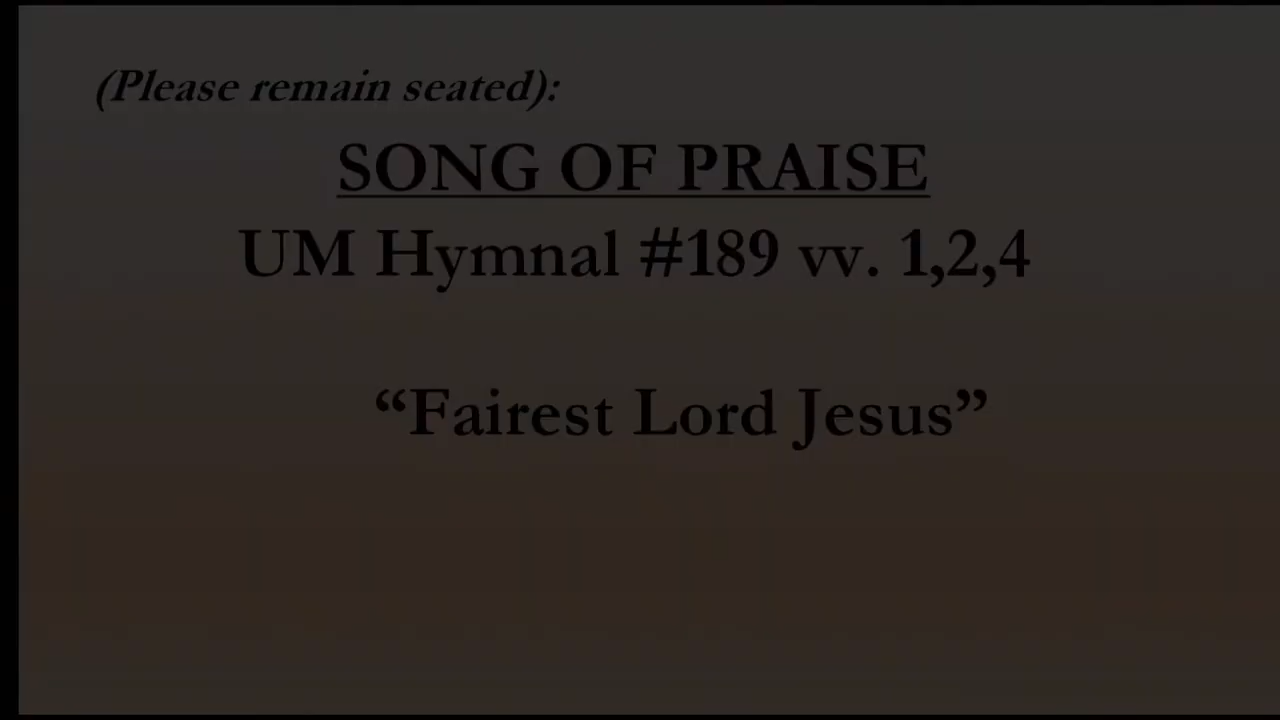 (Please remain seated):
SONG OF PRAISE
UM Hymnal #189 vv. 1,2,4
“Fairest Lord Jesus”